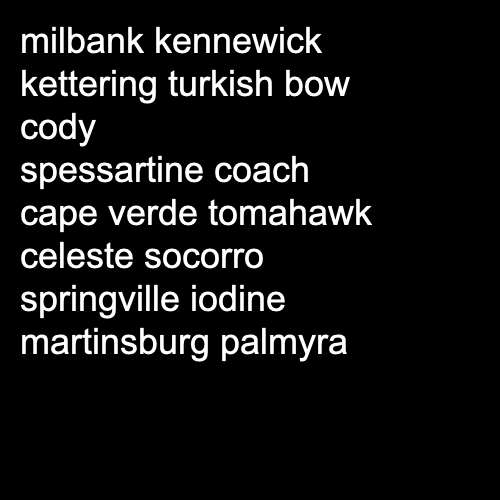 milbank kennewick
kettering turkish bow
cody
spessartine coach
cape verde tomahawk
celeste socorro
springville iodine
martinsburg palmyra